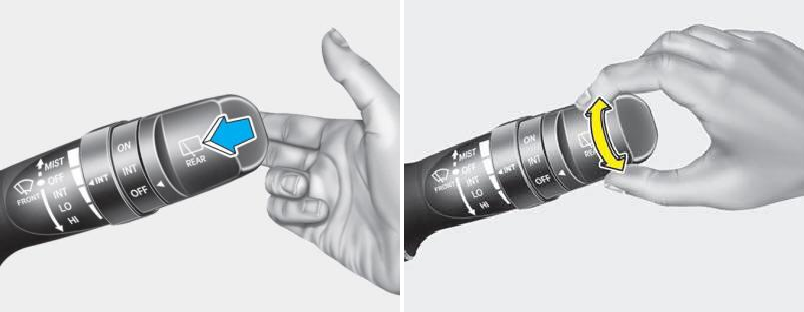 MIST
OFF
INT
LO
HI
FRONT
INT
ON
INT
OFF
REAR
MIST
OFF
INT
LO
HI
FRONT
INT
ON
INT
OFF